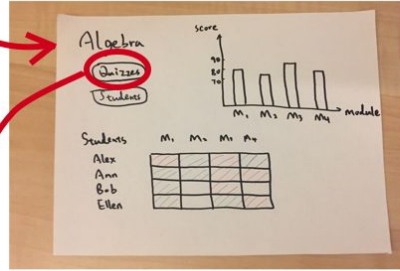 Algebra
Quizzes
Students
Score
90
80
70
M1 M2 M3 M4 module
Students M1 M2 M3 M4
Alex
Ann
Bob
Ellen